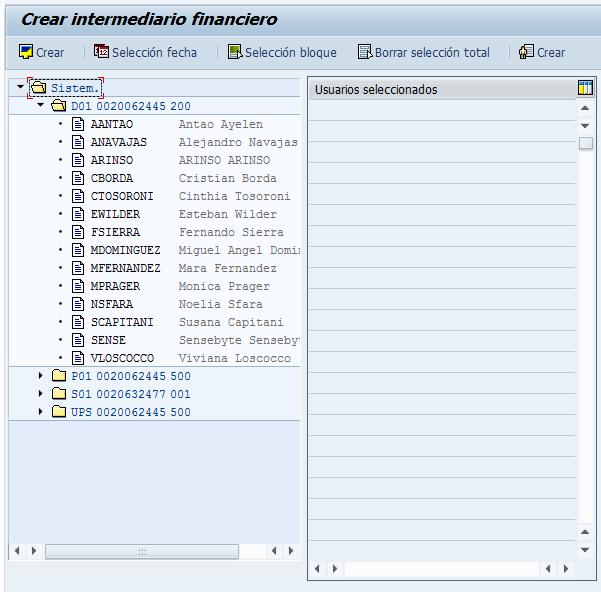 Crear intermediario financiero
Crear Selección fecha Selección bloque Borrar selección total Crear
Sistem.
D01 0020062445 200
AANTAO Antao Ayelen
ANAVAJAS Alejandro Navajas
ARINSO ARINSO ARINSO
CBORDA Cristian Borda
CTOSORONI Cinthia Tosoroni
EWILDER Esteban Wilder
FSIERRA Fernando Sierra
MDOMINGUEZ Miguel Angel Domi
MFERNANDEZ Mara Fernandez
MPRAGER Monica Prager
NSFARA Noelia Sfara
SCAPITANI Susana Capitani
SENSE Sensebyte Senseby
VLOSCOCCO Viviana Loscocco
P01 0020062445 500
S01 0020632477 001
UPS 0020062445 500
Usuarios seleccionados